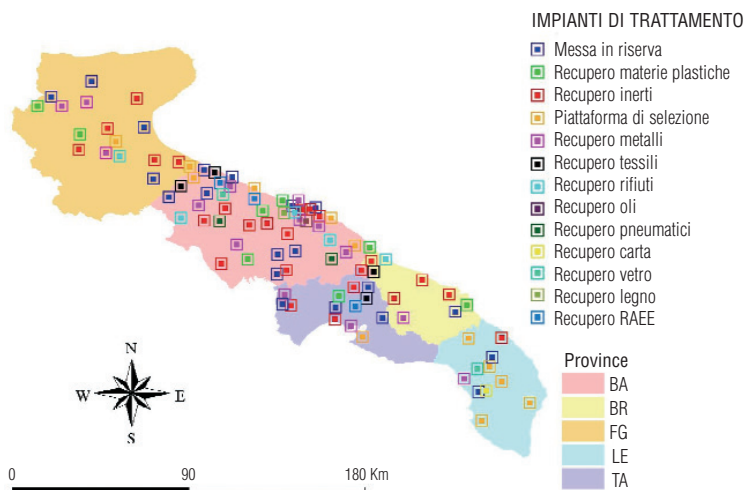 IMPIANTI DI TRATTAMENTO
Messa in riserva
Recupero materie plastiche
Recupero inerti
Piattaforma di selezione
Recupero metalli
Recupero tessili
Recupero rifiuti
Recupero oli
Recupero pneumatici
Recupero carta
Recupero vetro
Recupero legno
Recupero RAEE
Province
BA
BR
FG
LE
TA
N
W E
S
0 90 180 Km